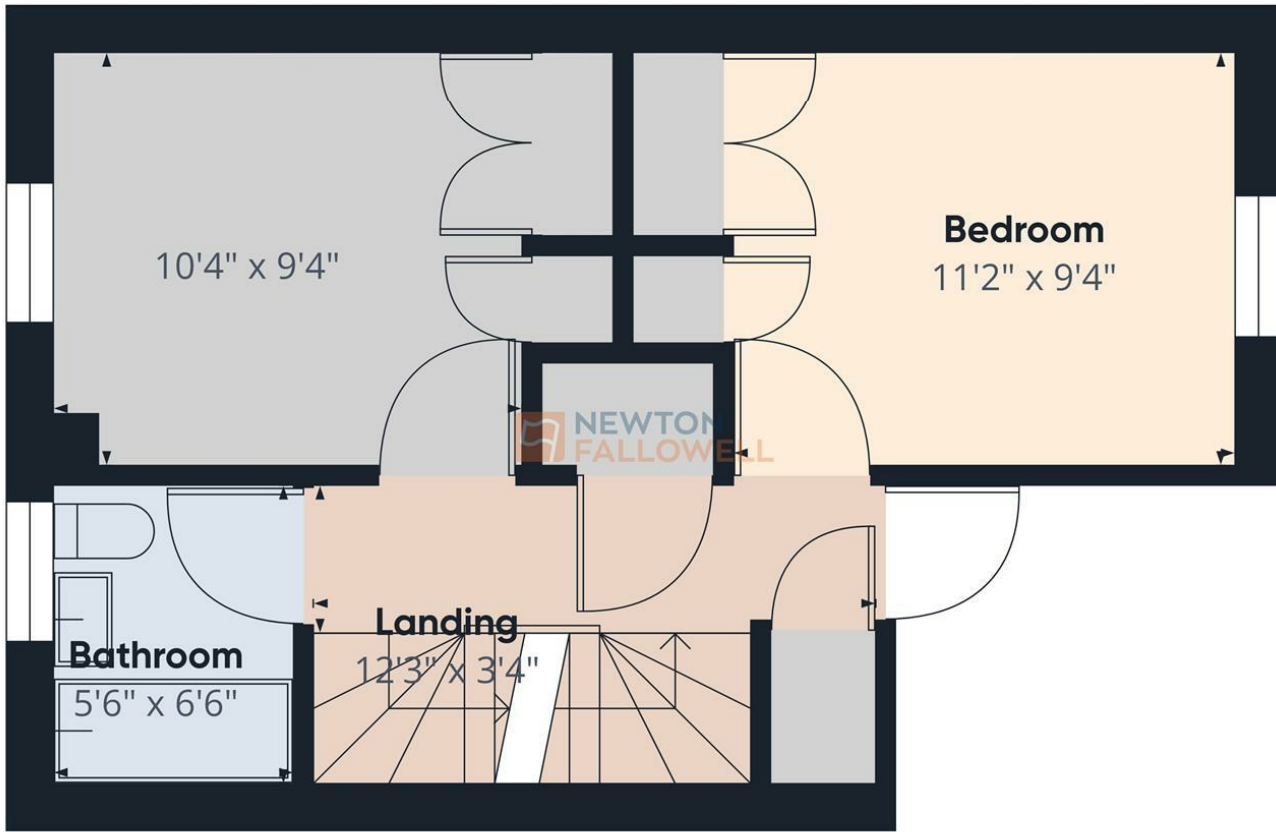 10'4" x 9'4"
Bedroom
11'2" x 9'4"
NEWTON
FALLOWELL
Landing
12'3" x 3'4"
Bathroom
5'6" x 6'6"